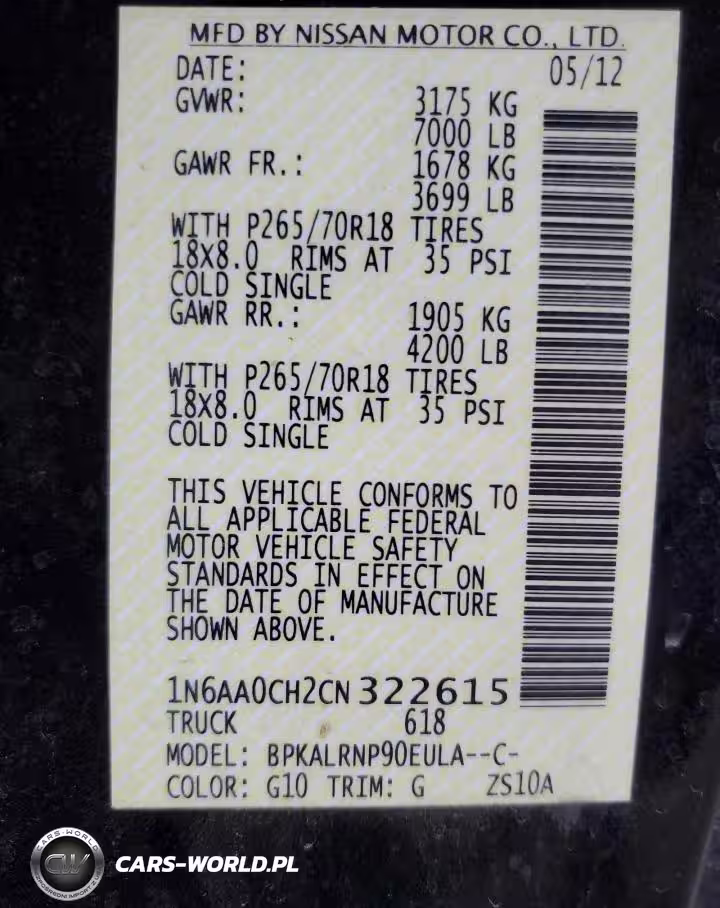 MFD BY NISSAN MOTOR CO., LTD.
DATE: 05/12
GVWR: 3175 KG
7000 LB
GAWR FR.: 1678 KG
3699 LB
WITH P265/70R18 TIRES
18X8.0 RIMS AT 35 PSI
COLD SINGLE
GAWR RR.: 1905 KG
4200 LB
WITH P265/70R18 TIRES
18X8.0 RIMS AT 35 PSI
COLD SINGLE
THIS VEHICLE CONFORMS TO
ALL APPLICABLE FEDERAL
MOTOR VEHICLE SAFETY
STANDARDS IN EFFECT ON
THE DATE OF MANUFACTURE
SHOWN ABOVE.
1N6AA0CH2CN322615
TRUCK 618
MODEL: BPKALRNP90EULA--C-
COLOR: G10 TRIM: G ZS10A
CARS-WORLD
CW
CARS-WORLD.PL